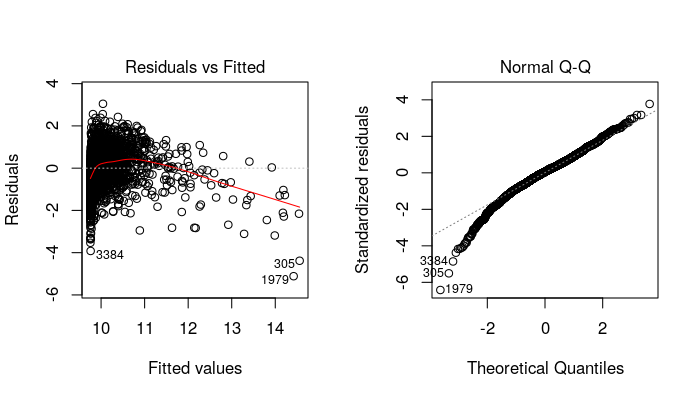 Residuals vs Fitted
Residuals
4
2
0
-2
-4
-6
3384
305
1979
10 11 12 13 14
Fitted values
Normal Q-Q
Standardized residuals
4
2
0
-2
-4
-6
3384
305
1979
-2 0 2
Theoretical Quantiles